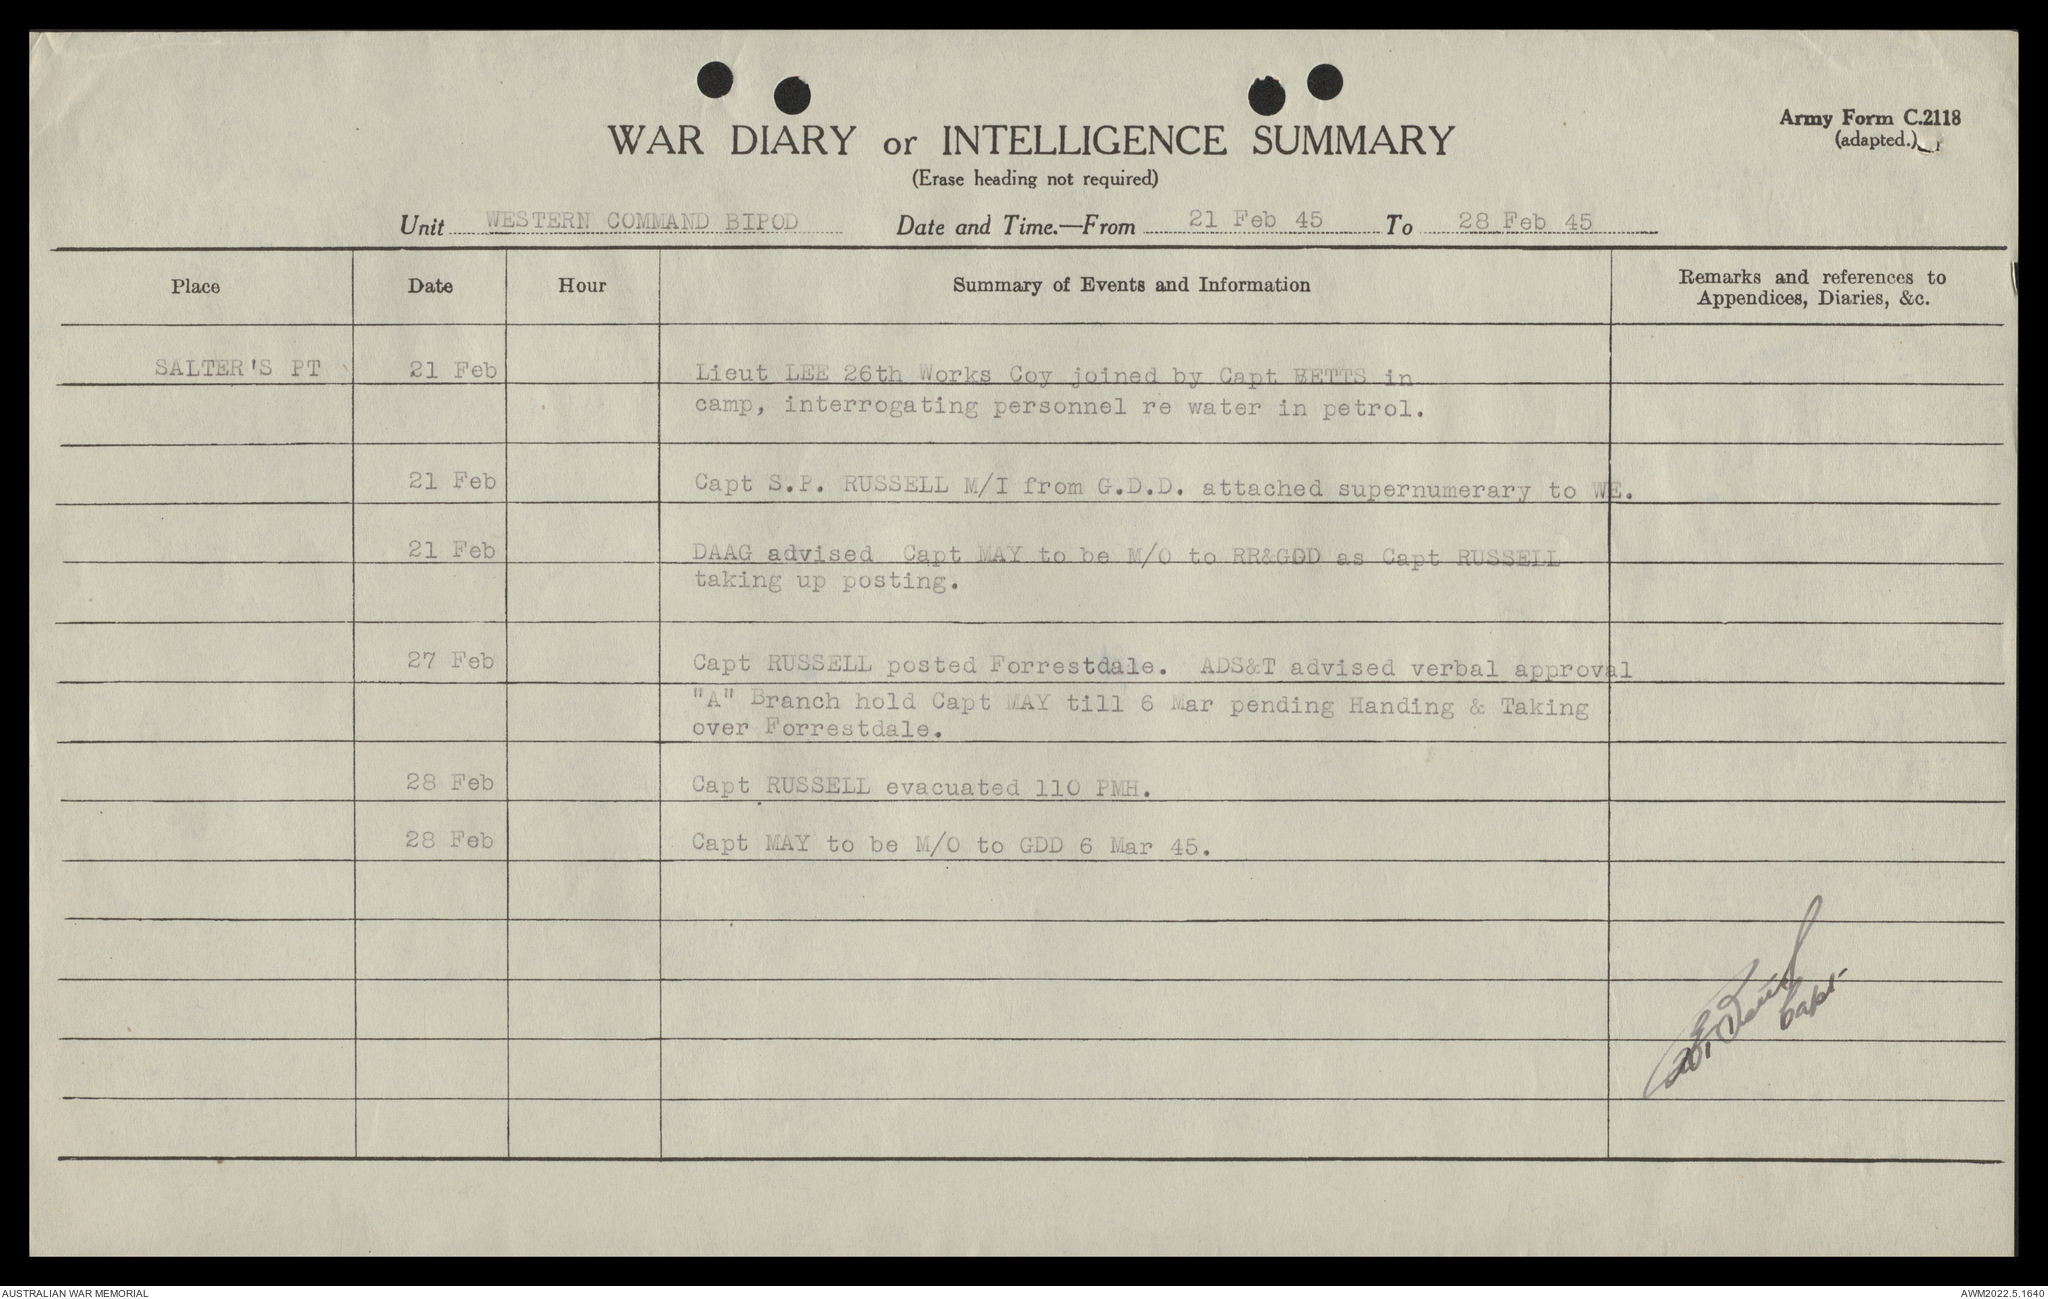 Army Form C.2118
(adapted.)
WAR DIARY or INTELLIGENCE SUMMARY
(Erase heading not required)
Unit WESTERN COMMAND BIPOD Date and Time.—From 21 Feb 45 To 28 Feb 45
Place Date Hour Summary of Events and Information Remarks and references to
Appendices, Diaries, &c.
SALTER'S PT 21 Feb Lieut LEE 26th Works Coy joined by Capt BETTS in
camp, interrogating personnel re water in petrol.
21 Feb Capt S.P. RUSSELL M/I from G.D.D. attached supernumerary to WE.
21 Feb DAAG advised Capt MAY to be M/O to RR&GDD as Capt RUSSELL
taking up posting.
27 Feb Capt RUSSELL posted Forrestdale. ADS&T advised verbal approval
"A" Branch hold Capt MAY till 6 Mar pending Handing & Taking
over Forrestdale.
28 Feb Capt RUSSELL evacuated 110 PMH.
28 Feb Capt MAY to be M/O to GDD 6 Mar 45.
Capt
AUSTRALIAN WAR MEMORIAL AWM2022.5.1640